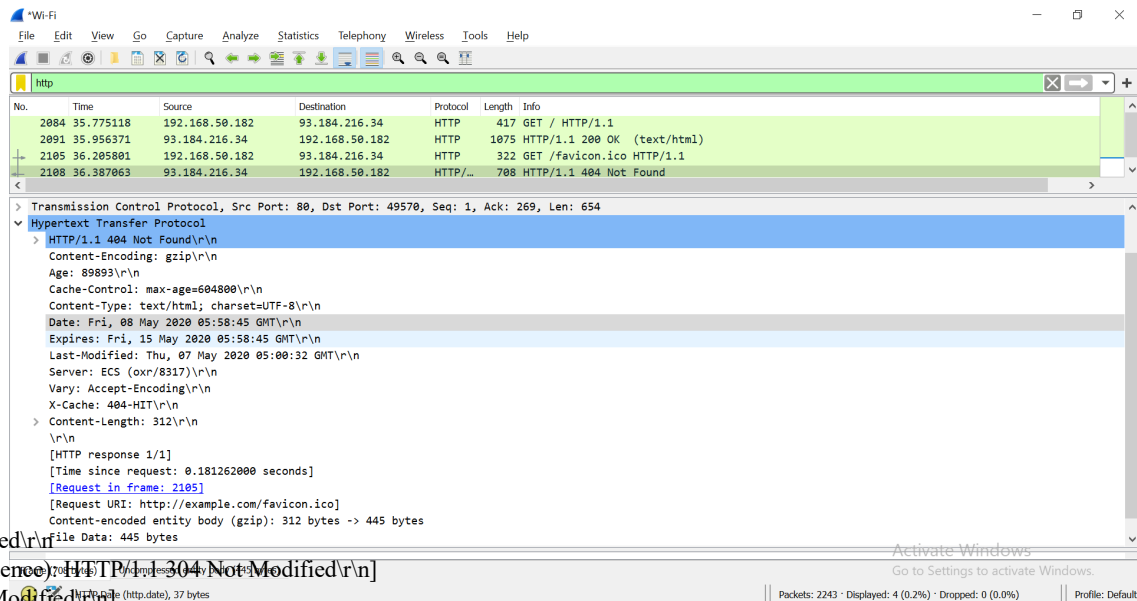 *Wi-Fi
File Edit View Go Capture Analyze Statistics Telephony Wireless Tools Help
http
No. Time Source Destination Protocol Length Info
2084 35.775118 192.168.50.182 93.184.216.34 HTTP 417 GET / HTTP/1.1
2091 35.956371 93.184.216.34 192.168.50.182 HTTP 1075 HTTP/1.1 200 OK (text/html)
2105 36.205801 192.168.50.182 93.184.216.34 HTTP 322 GET /favicon.ico HTTP/1.1
2108 36.387063 93.184.216.34 192.168.50.182 HTTP/… 708 HTTP/1.1 404 Not Found
Transmission Control Protocol, Src Port: 80, Dst Port: 49570, Seq: 1, Ack: 269, Len: 654
Hypertext Transfer Protocol
HTTP/1.1 404 Not Found\r\n
Content-Encoding: gzip\r\n
Age: 89893\r\n
Cache-Control: max-age=604800\r\n
Content-Type: text/html; charset=UTF-8\r\n
Date: Fri, 08 May 2020 05:58:45 GMT\r\n
Expires: Fri, 15 May 2020 05:58:45 GMT\r\n
Last-Modified: Thu, 07 May 2020 05:00:32 GMT\r\n
Server: ECS (oxr/8317)\r\n
Vary: Accept-Encoding\r\n
X-Cache: 404-HIT\r\n
Content-Length: 312\r\n
\r\n
[HTTP response 1/1]
[Time since request: 0.181262000 seconds]
[Request in frame: 2105]
[Request URI: http://example.com/favicon.ico]
Content-encoded entity body (gzip): 312 bytes -> 445 bytes
File Data: 445 bytes
ed\r\n
Activate Windows
ence): HTTP/1.1 304 Not Modified\r\n]
Go to Settings to activate Windows.
Modified\r\n]
(http.date), 37 bytes
Packets: 2243 · Displayed: 4 (0.2%) · Dropped: 0 (0.0%)
Profile: Default